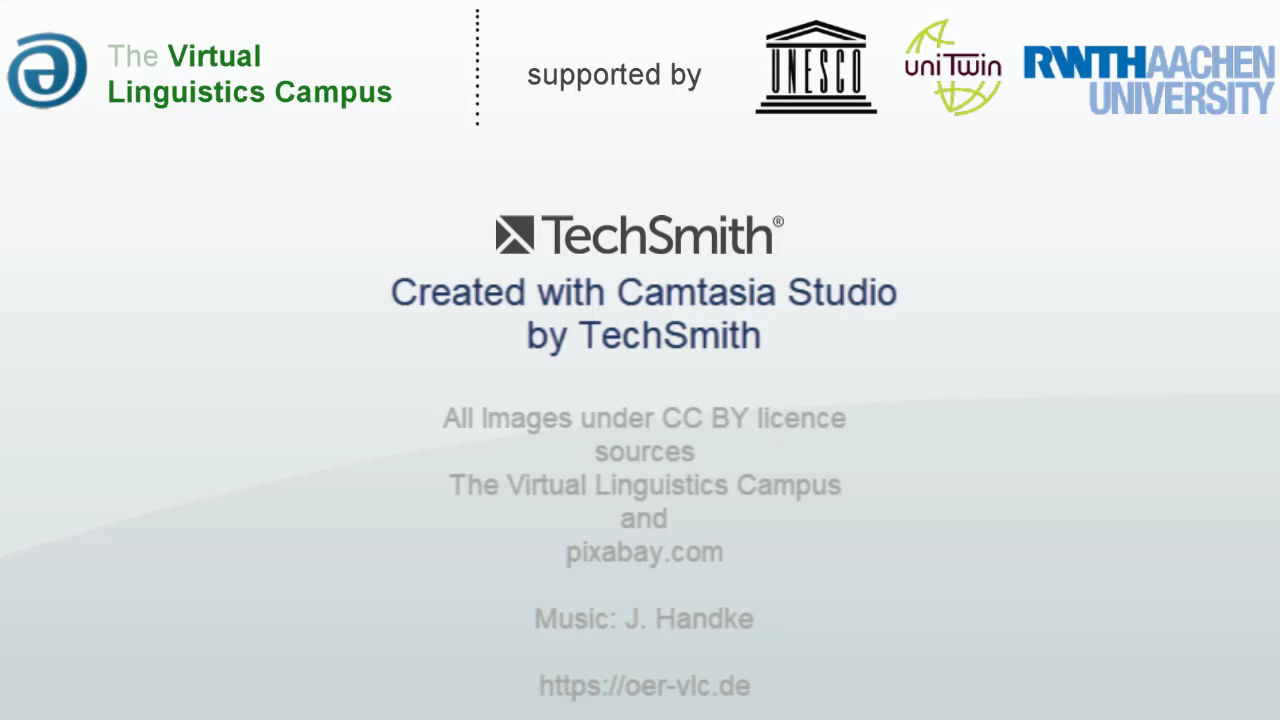 The Virtual
Linguistics Campus
supported by
UNESCO
uniTwin
RWTHAACHEN
UNIVERSITY
TechSmith®
Created with Camtasia Studio
by TechSmith
All Images under CC BY licence
sources
The Virtual Linguistics Campus
and
pixabay.com
Music: J. Handke
https://oer-vlc.de